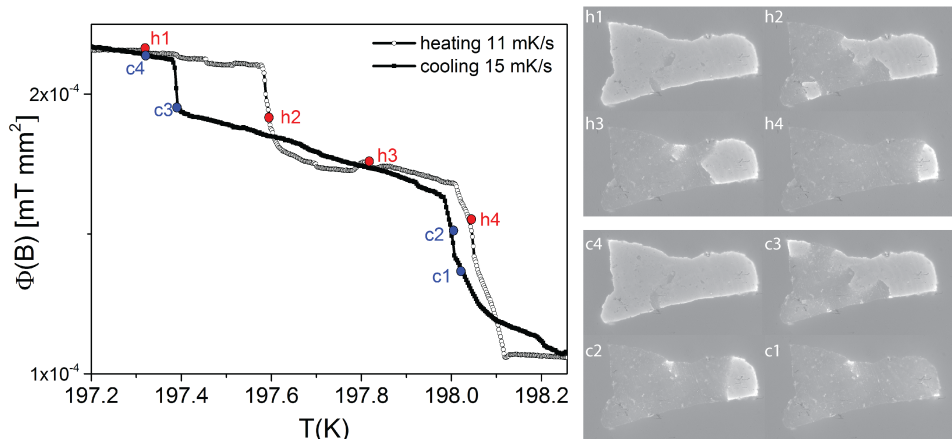 h1
c4
heating 11 mK/s
cooling 15 mK/s
2x10⁻⁴
c3
h2
h3
h4
c2
c1
Φ(B) [mT mm²]
1x10⁻⁴
197.2 197.4 197.6 197.8 198.0 198.2
T(K)
h1 h2
h3 h4
c4 c3
c2 c1